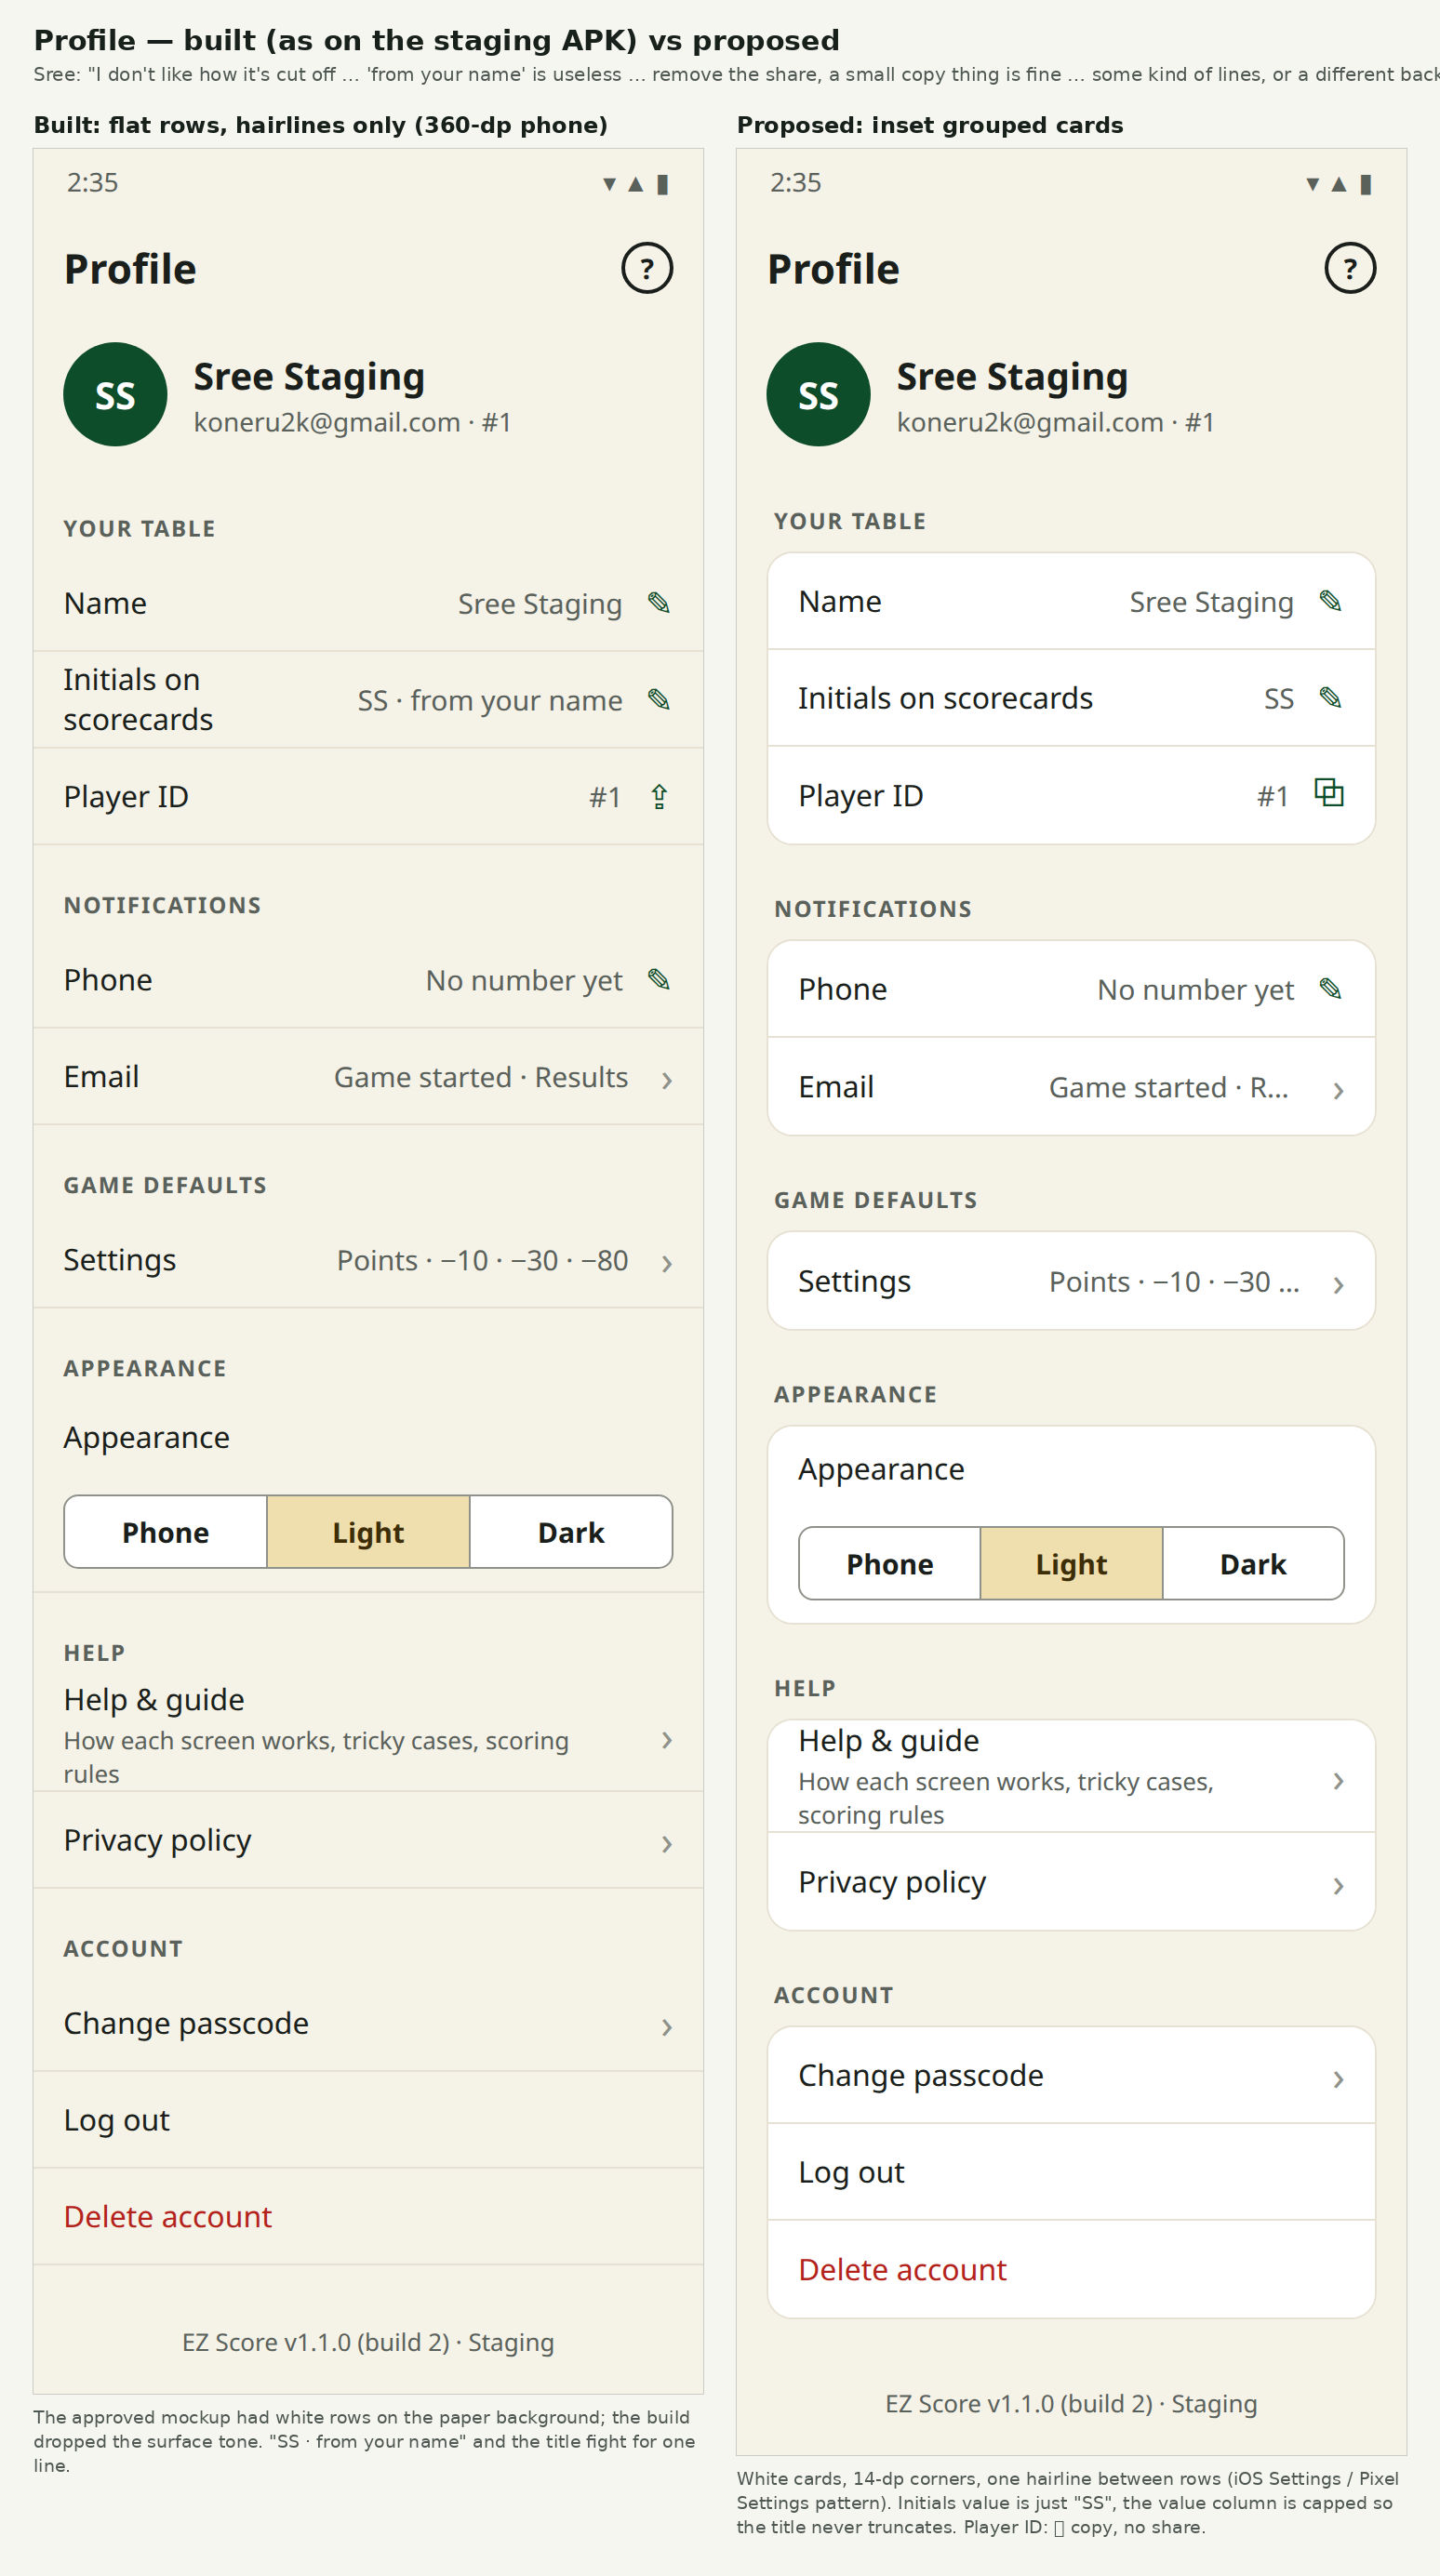 Profile — built (as on the staging APK) vs proposed
Sree: "I don't like how it's cut off ... 'from your name' is useless ... remove the share, a small copy thing is fine ... some kind of lines, or a different back
Built: flat rows, hairlines only (360-dp phone)
2:35
Profile
?
SS
Sree Staging
koneru2k@gmail.com · #1
YOUR TABLE
Name
Sree Staging
Initials on
scorecards
SS · from your name
Player ID
#1
NOTIFICATIONS
Phone
No number yet
Email
Game started · Results
GAME DEFAULTS
Settings
Points · −10 · −30 · −80
APPEARANCE
Appearance
Phone
Light
Dark
HELP
Help & guide
How each screen works, tricky cases, scoring
rules
Privacy policy
ACCOUNT
Change passcode
Log out
Delete account
EZ Score v1.1.0 (build 2) · Staging
The approved mockup had white rows on the paper background; the build
dropped the surface tone. "SS · from your name" and the title fight for one
line.
Proposed: inset grouped cards
2:35
Profile
?
SS
Sree Staging
koneru2k@gmail.com · #1
YOUR TABLE
Name
Sree Staging
Initials on scorecards
SS
Player ID
#1
NOTIFICATIONS
Phone
No number yet
Email
Game started · R...
GAME DEFAULTS
Settings
Points · −10 · −30 ...
APPEARANCE
Appearance
Phone
Light
Dark
HELP
Help & guide
How each screen works, tricky cases,
scoring rules
Privacy policy
ACCOUNT
Change passcode
Log out
Delete account
EZ Score v1.1.0 (build 2) · Staging
White cards, 14-dp corners, one hairline between rows (iOS Settings / Pixel
Settings pattern). Initials value is just "SS", the value column is capped so
the title never truncates. Player ID: copy, no share.